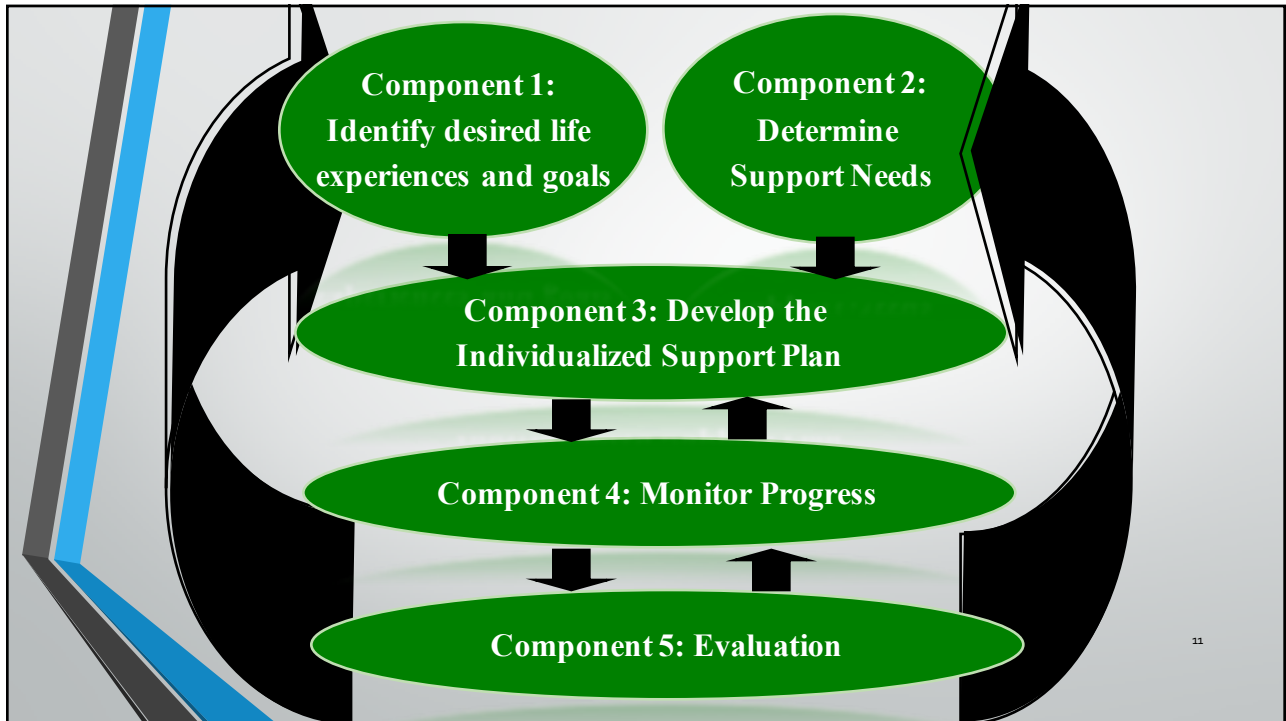 Component 1:
Identify desired life
experiences and goals
Component 2:
Determine
Support Needs
Component 3: Develop the
Individualized Support Plan
Component 4: Monitor Progress
Component 5: Evaluation
11